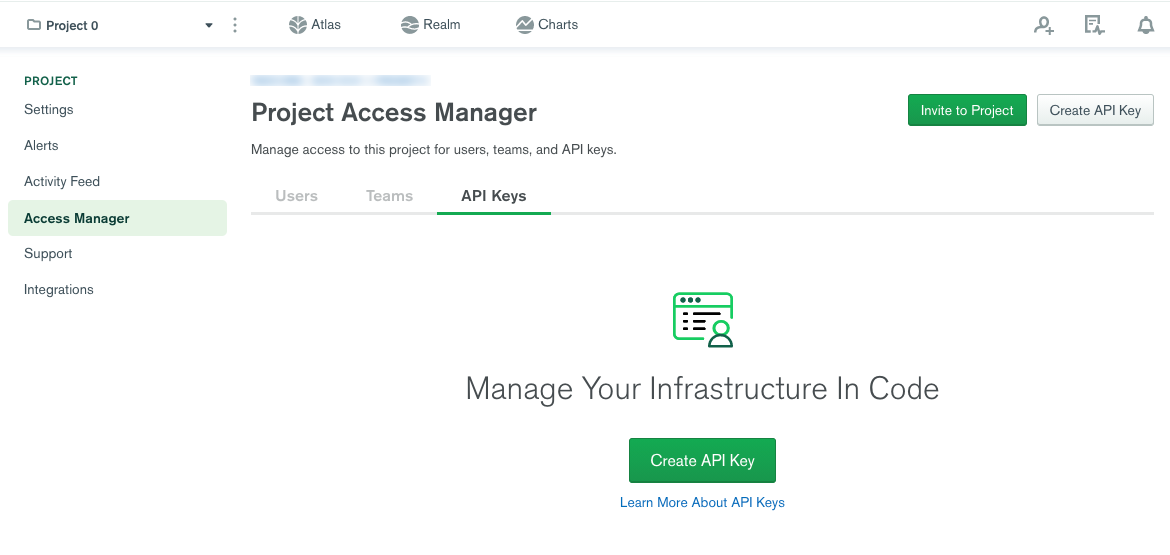 Project 0
Atlas
Realm
Charts
PROJECT
Settings
Alerts
Activity Feed
Access Manager
Support
Integrations
Project Access Manager
Invite to Project
Create API Key
Manage access to this project for users, teams, and API keys.
Users
Teams
API Keys
Manage Your Infrastructure In Code
Create API Key
Learn More About API Keys